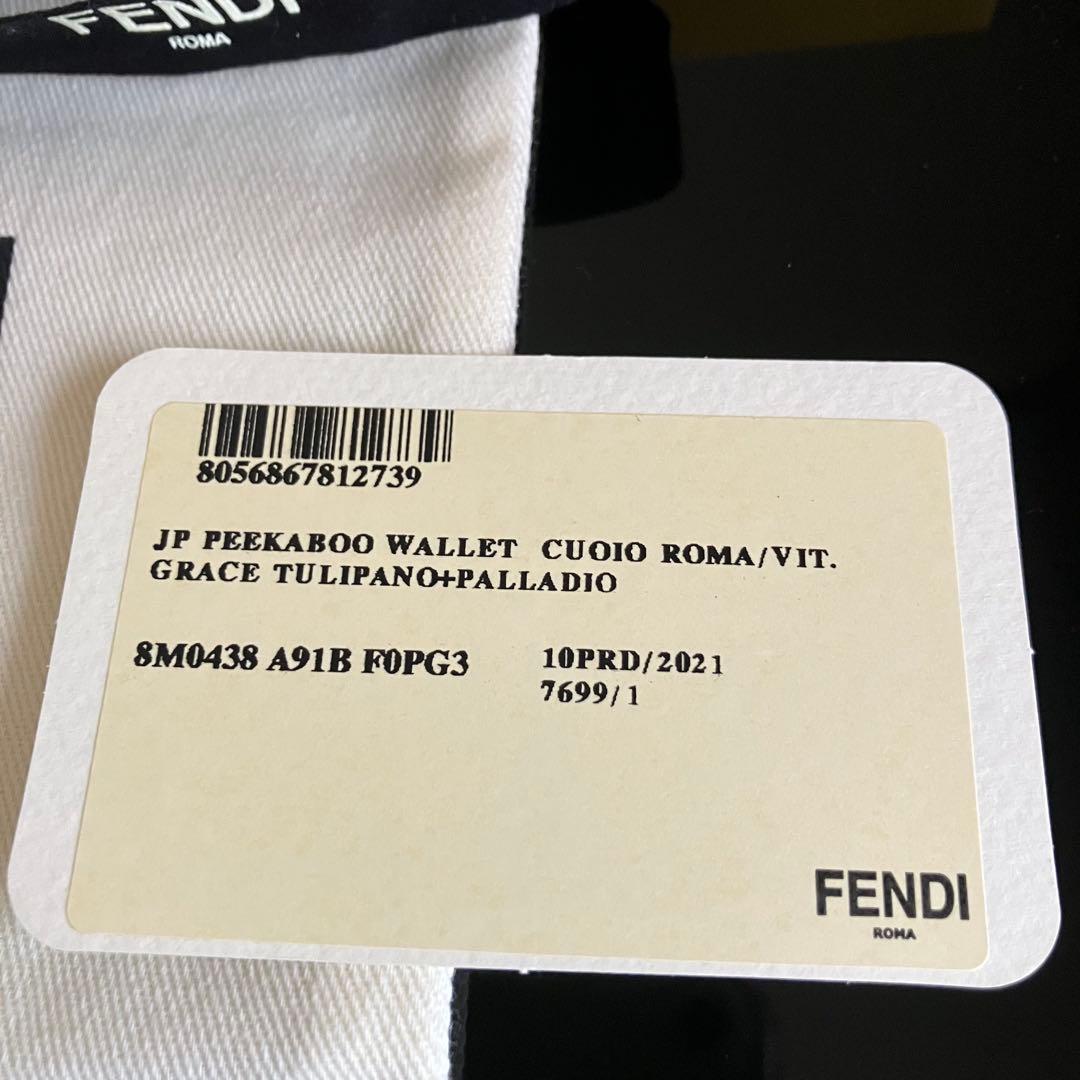 FENDI
ROMA
8056867812739
JP PEEKABOO WALLET CUOIO ROMA/VIT.
GRACE TULIPANO+PALLADIO
8M0438 A91B F0PG3
10PRD/2021
7699/1
FENDI
ROMA